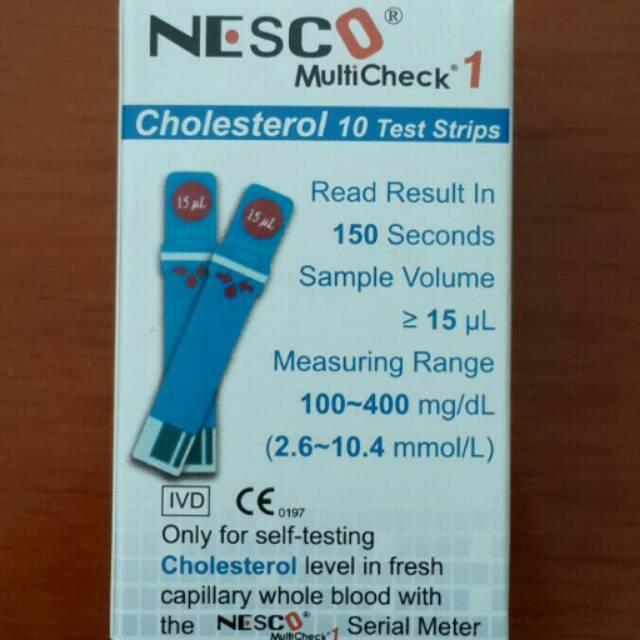 NESCO®
MultiCheck® 1
Cholesterol 10 Test Strips
15 µL
15 µL
Read Result In
150 Seconds
Sample Volume
≥ 15 µL
Measuring Range
100~400 mg/dL
(2.6~10.4 mmol/L)
IVD CE 0197
Only for self-testing
Cholesterol level in fresh
capillary whole blood with
the NESCO® MultiCheck® 1 Serial Meter